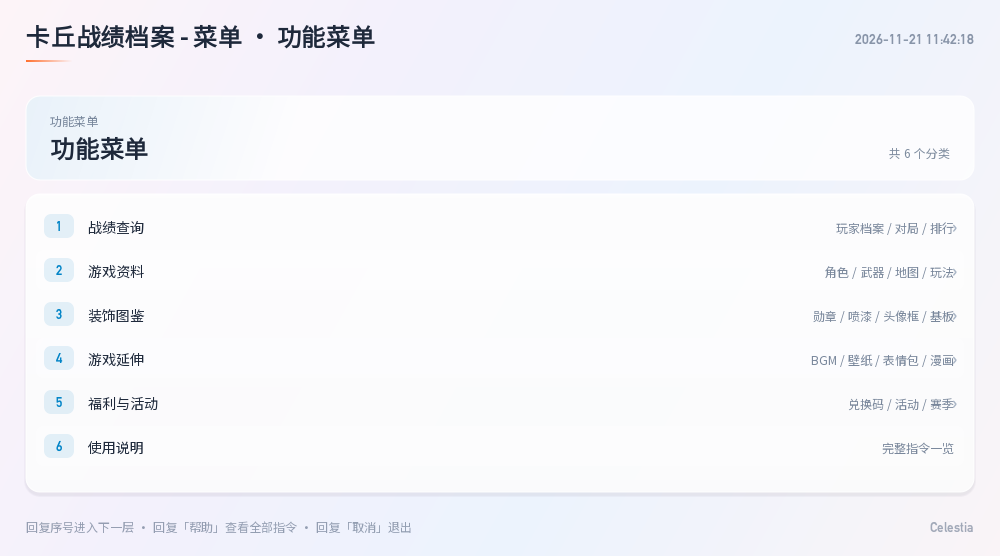 卡丘战绩档案 - 菜单 · 功能菜单
2026-11-21 11:42:18
功能菜单
功能菜单
共 6 个分类
1 战绩查询 玩家档案 / 对局 / 排行›
2 游戏资料 角色 / 武器 / 地图 / 玩法›
3 装饰图鉴 勋章 / 喷漆 / 头像框 / 基板›
4 游戏延伸 BGM / 壁纸 / 表情包 / 漫画›
5 福利与活动 兑换码 / 活动 / 赛季›
6 使用说明 完整指令一览
回复序号进入下一层 · 回复「帮助」查看全部指令 · 回复「取消」退出
Celestia